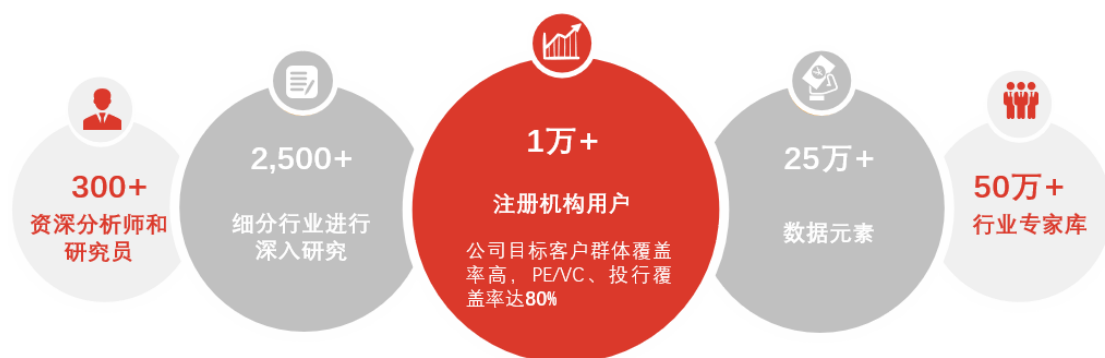 300+
资深分析师和
研究员
2,500+
细分行业进行
深入研究
1万+
注册机构用户
公司目标客户群体覆盖
率高，PE/VC、投行覆
盖率达80%
25万+
数据元素
50万+
行业专家库